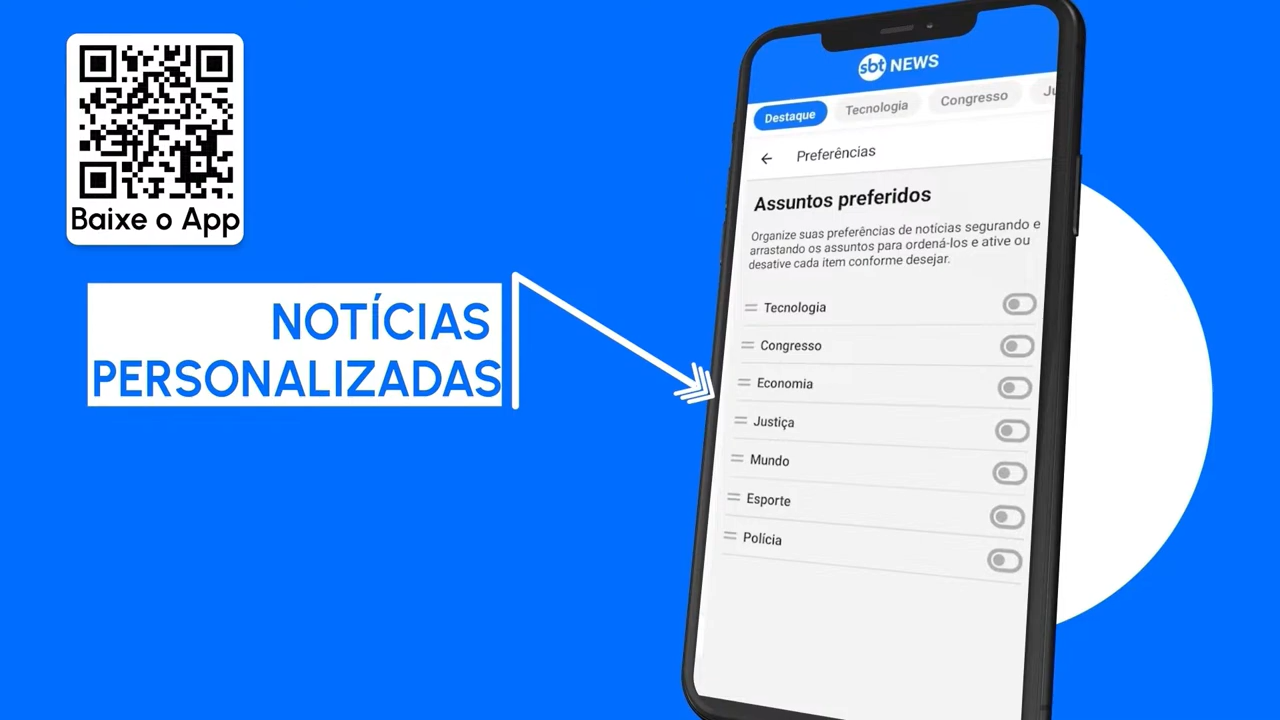 Baixe o App
NOTÍCIAS
PERSONALIZADAS
sbt NEWS
Destaque
Tecnologia
Congresso
Preferências
Assuntos preferidos
Organize suas preferências de notícias segurando e
arrastando os assuntos para ordená-los e ative ou
desative cada item conforme desejar.
Tecnologia
Congresso
Economia
Justiça
Mundo
Esporte
Polícia